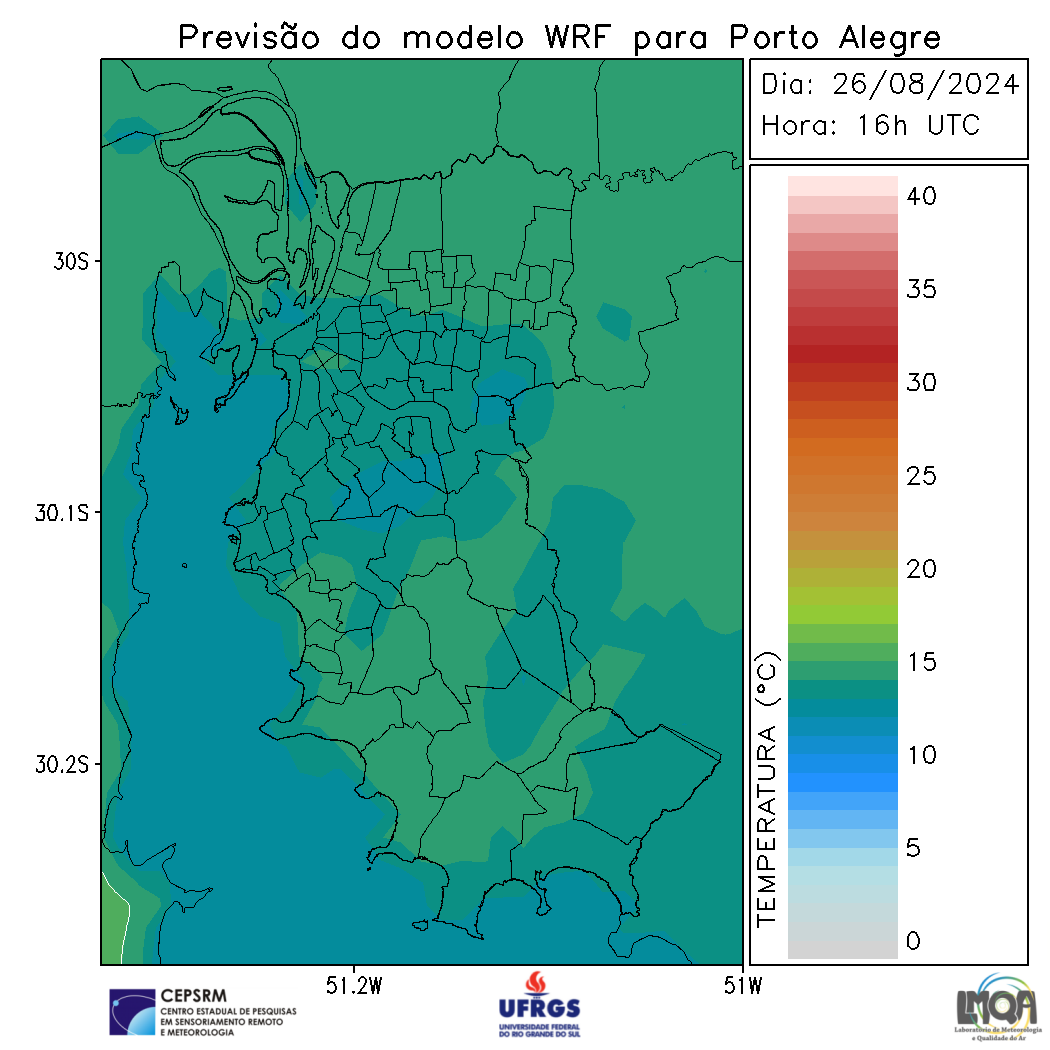 Previsão do modelo WRF para Porto Alegre
Dia: 26/08/2024
Hora: 16h UTC
40
35
30
25
20
15
10
5
0
TEMPERATURA (°C)
30S
30.1S
30.2S
51.2W
51W
CEPSRM
CENTRO ESTADUAL DE PESQUISAS
EM SENSORIAMENTO REMOTO
E METEOROLOGIA
UFRGS
UNIVERSIDADE FEDERAL
DO RIO GRANDE DO SUL
LMQA
Laboratório de Meteorologia
e Qualidade do Ar